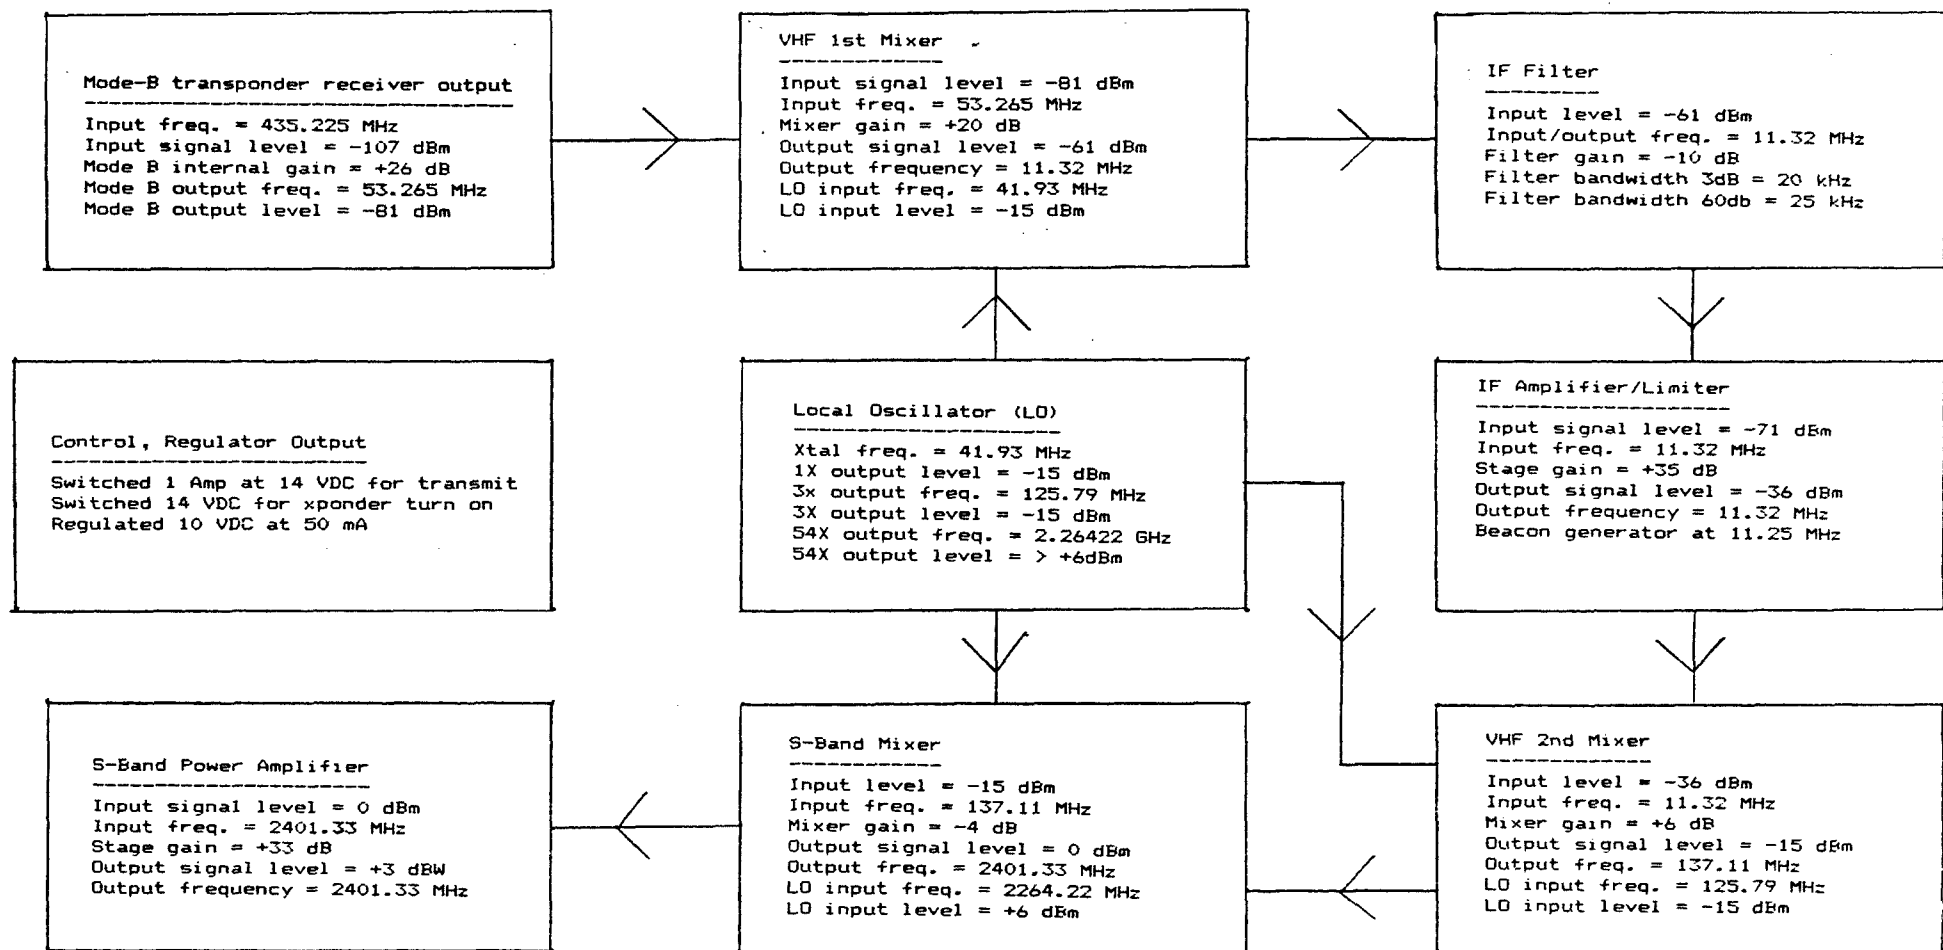 Mode-B transponder receiver output
Input freq. = 435.225 MHz
Input signal level = -107 dBm
Mode B internal gain = +26 dB
Mode B output freq. = 53.265 MHz
Mode B output level = -81 dBm
VHF 1st Mixer
Input signal level = -81 dBm
Input freq. = 53.265 MHz
Mixer gain = +20 dB
Output signal level = -61 dBm
Output frequency = 11.32 MHz
LO input freq. = 41.93 MHz
LO input level = -15 dBm
IF Filter
Input level = -61 dBm
Input/output freq. = 11.32 MHz
Filter gain = -10 dB
Filter bandwidth 3dB = 20 kHz
Filter bandwidth 60db = 25 kHz
Control, Regulator Output
Switched 1 Amp at 14 VDC for transmit
Switched 14 VDC for xponder turn on
Regulated 10 VDC at 50 mA
Local Oscillator (LO)
Xtal freq. = 41.93 MHz
1X output level = -15 dBm
3x output freq. = 125.79 MHz
3X output level = -15 dBm
54X output freq. = 2.26422 GHz
54X output level = > +6dBm
IF Amplifier/Limiter
Input signal level = -71 dBm
Input freq. = 11.32 MHz
Stage gain = +35 dB
Output signal level = -36 dBm
Output frequency = 11.32 MHz
Beacon generator at 11.25 MHz
S-Band Power Amplifier
Input signal level = 0 dBm
Input freq. = 2401.33 MHz
Stage gain = +33 dB
Output signal level = +3 dBW
Output frequency = 2401.33 MHz
S-Band Mixer
Input level = -15 dBm
Input freq. = 137.11 MHz
Mixer gain = -4 dB
Output signal level = 0 dBm
Output freq. = 2401.33 MHz
LO input freq. = 2264.22 MHz
LO input level = +6 dBm
VHF 2nd Mixer
Input level = -36 dBm
Input freq. = 11.32 MHz
Mixer gain = +6 dB
Output signal level = -15 dBm
Output freq. = 137.11 MHz
LO input freq. = 125.79 MHz
LO input level = -15 dBm